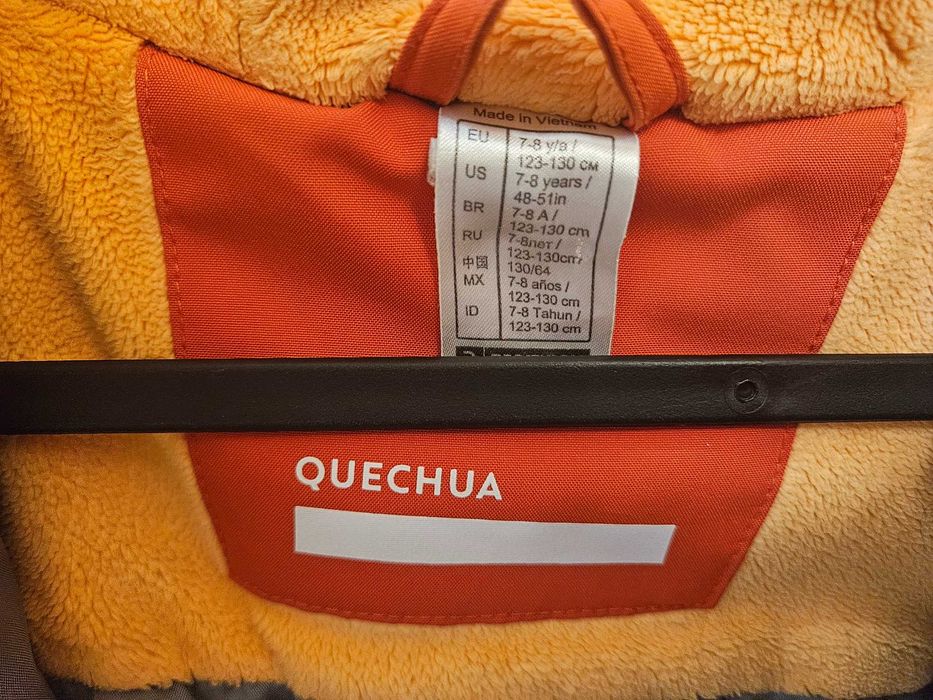 Made in Vietnam
EU 7-8 y/a /
123-130 см
US 7-8 years /
48-51in
BR 7-8 A /
123-130 cm
RU 7-8лет /
123-130cm
中国 130/64
MX 7-8 años /
123-130 cm
ID 7-8 Tahun /
123-130 cm
QUECHUA